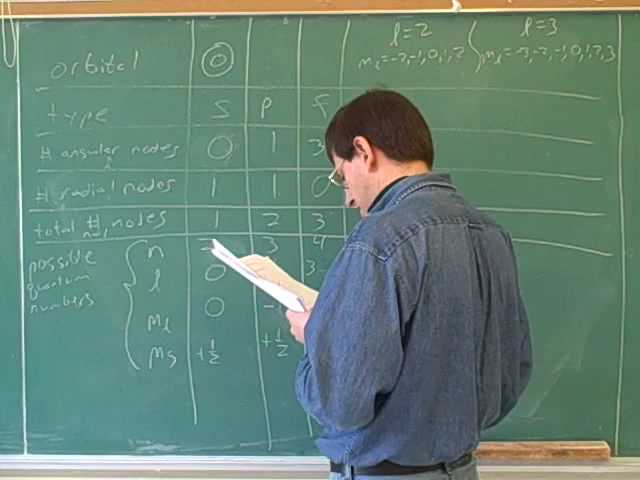 l=2 l=3
mℓ=-2,-1,0,1,2 mℓ=-3,-2,-1,0,1,2,3
orbital
type S P F
# angular nodes 0 1 3
# radial nodes 1 1 0
total # nodes 1 2 3
n-1
possible quantum numbers
n 3 4
l 0 3
mℓ 0 -1
ms +1/2 +1/2